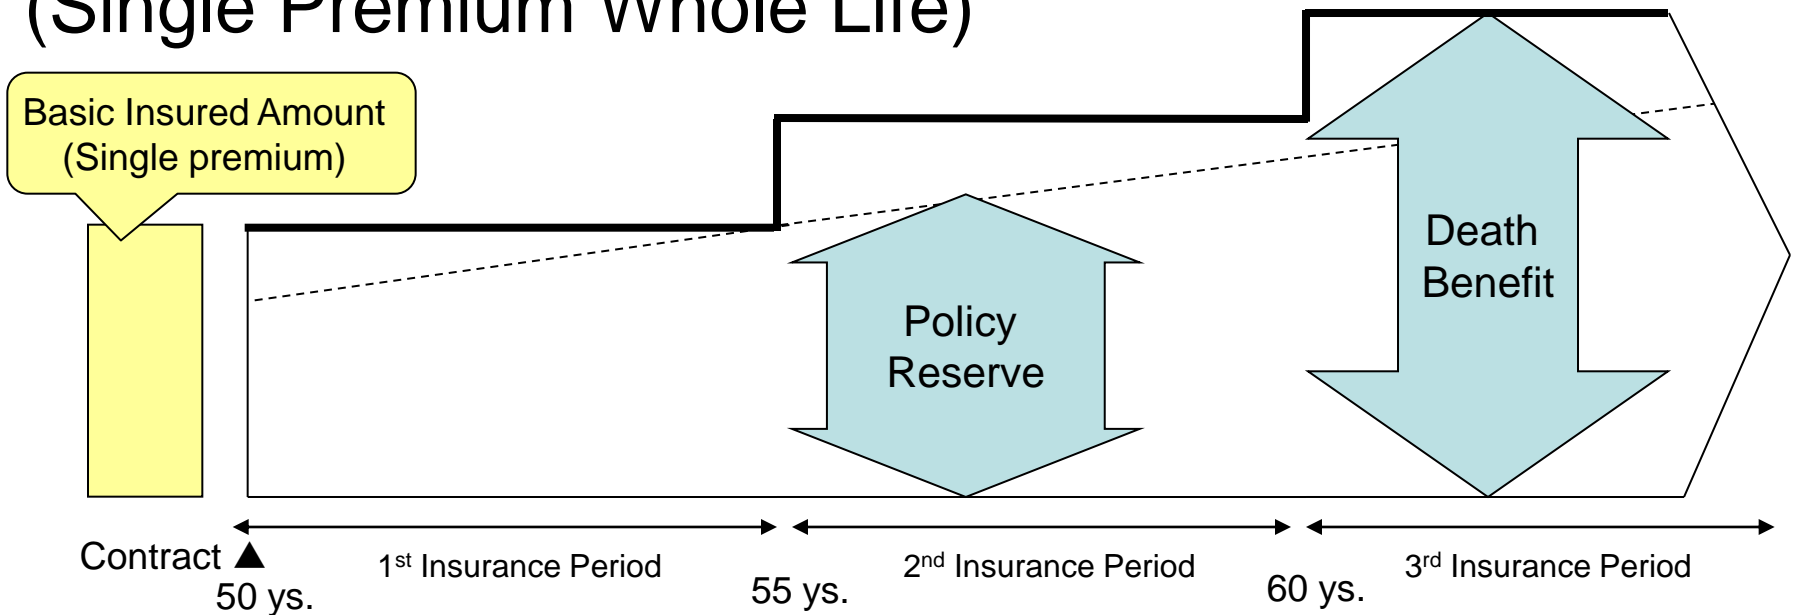 (Single Premium Whole Life)
Basic Insured Amount
(Single premium)
Death
Benefit
Policy
Reserve
Contract ▲
1st Insurance Period
2nd Insurance Period
3rd Insurance Period
50 ys.
55 ys.
60 ys.